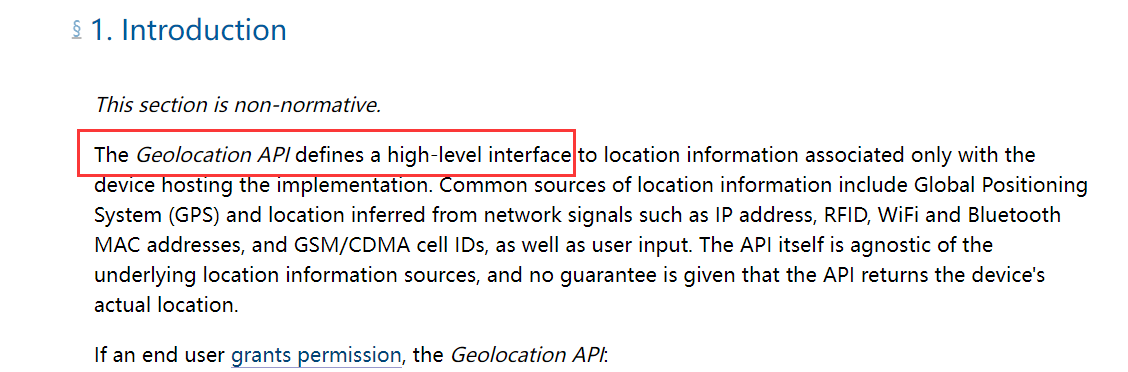 § 1. Introduction
This section is non-normative.
The Geolocation API defines a high-level interface to location information associated only with the
device hosting the implementation. Common sources of location information include Global Positioning
System (GPS) and location inferred from network signals such as IP address, RFID, WiFi and Bluetooth
MAC addresses, and GSM/CDMA cell IDs, as well as user input. The API itself is agnostic of the
underlying location information sources, and no guarantee is given that the API returns the device's
actual location.
If an end user grants permission, the Geolocation API: